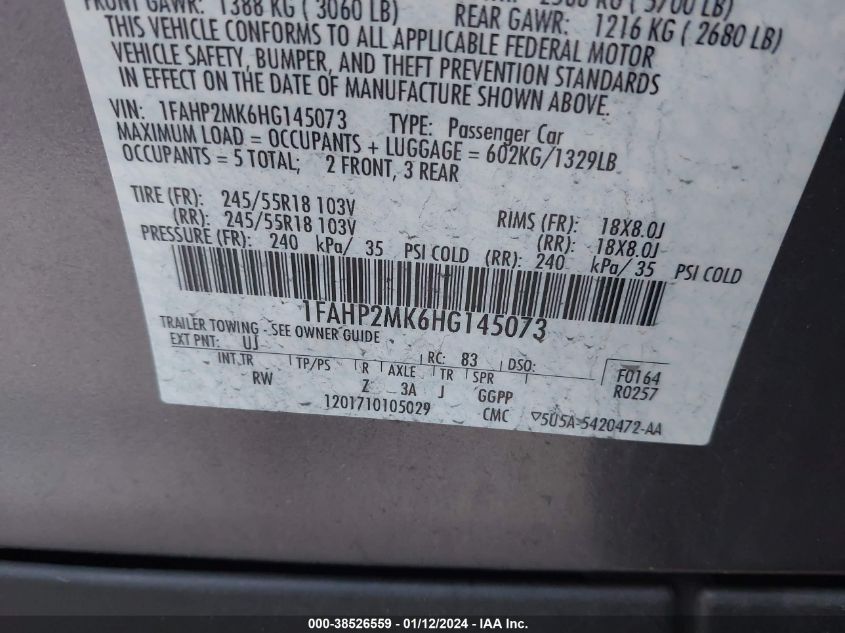 FRONT GAWR: 1388 KG ( 3060 LB)
REAR GAWR: 1216 KG ( 2680 LB)
THIS VEHICLE CONFORMS TO ALL APPLICABLE FEDERAL MOTOR
VEHICLE SAFETY, BUMPER, AND THEFT PREVENTION STANDARDS
IN EFFECT ON THE DATE OF MANUFACTURE SHOWN ABOVE.
VIN: 1FAHP2MK6HG145073 TYPE: Passenger Car
MAXIMUM LOAD = OCCUPANTS + LUGGAGE = 602KG/1329LB
OCCUPANTS = 5 TOTAL; 2 FRONT, 3 REAR
TIRE (FR): 245/55R18 103V RIMS (FR): 18X8.0J
(RR): 245/55R18 103V (RR): 18X8.0J
PRESSURE (FR): 240 kPa/ 35 PSI COLD (RR): 240 kPa/ 35 PSI COLD
1FAHP2MK6HG145073
TRAILER TOWING - SEE OWNER GUIDE
EXT PNT: UJ RC: 83 DSO:
INT TR TP/PS R AXLE TR SPR F0164
RW Z 3A J GGPP R0257
1201710105029 CMC ▽5U5A-5420472-AA
000-38526559 — 01/12/2024 — IAA Inc.